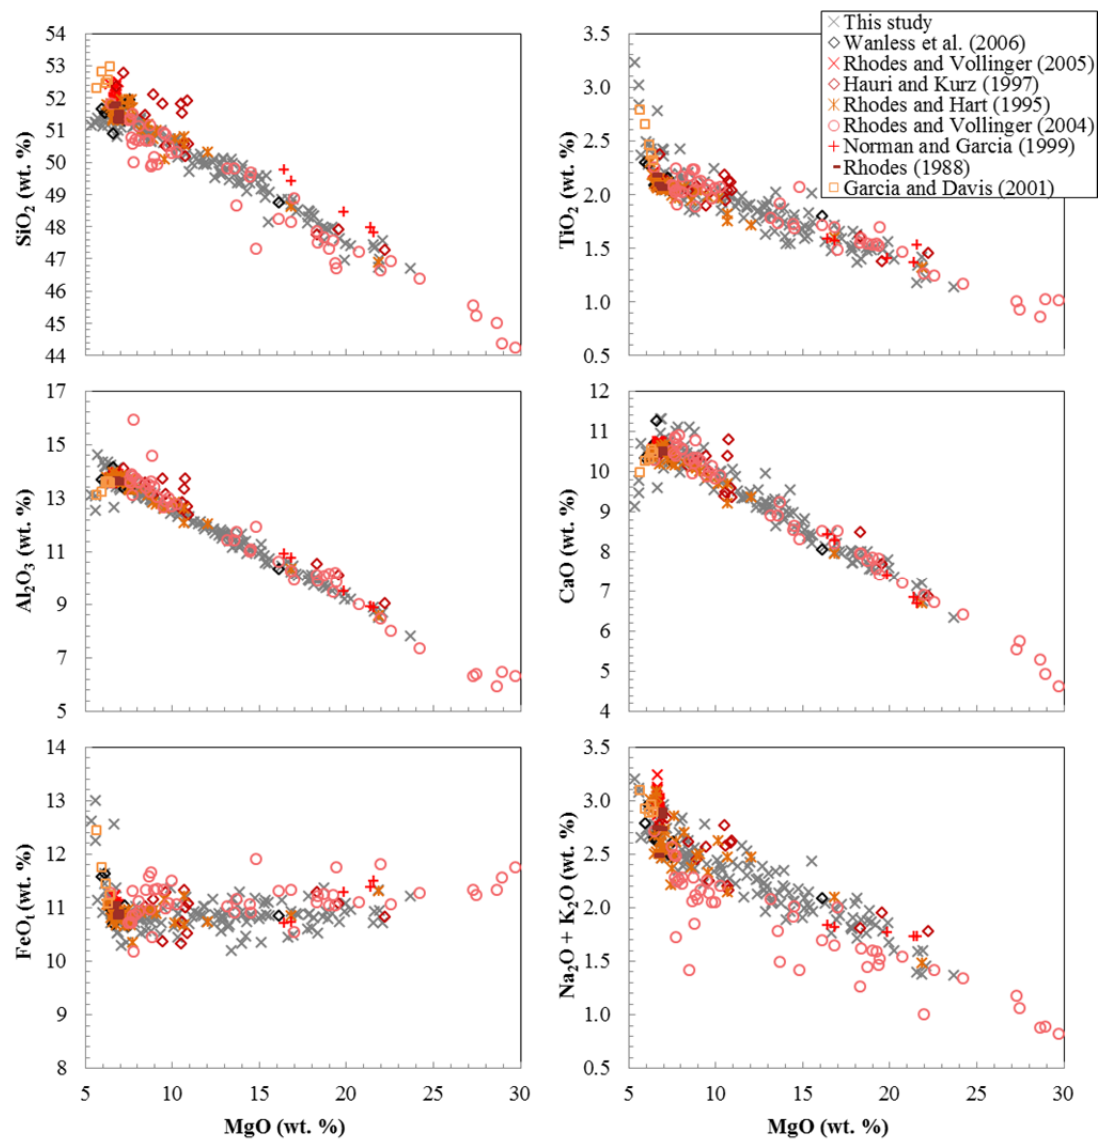 54
53
52
51
50
49
48
47
46
45
44
SiO₂ (wt. %)
3.5
3.0
2.5
2.0
1.5
1.0
0.5
TiO₂ (wt. %)
This study
Wanless et al. (2006)
Rhodes and Vollinger (2005)
Hauri and Kurz (1997)
Rhodes and Hart (1995)
Rhodes and Vollinger (2004)
Norman and Garcia (1999)
Rhodes (1988)
Garcia and Davis (2001)
17
15
13
11
9
7
5
Al₂O₃ (wt. %)
12
11
10
9
8
7
6
5
4
CaO (wt. %)
14
13
12
11
10
9
8
FeOₜ (wt. %)
5 10 15 20 25 30
MgO (wt. %)
3.5
3.0
2.5
2.0
1.5
1.0
0.5
Na₂O + K₂O (wt. %)
5 10 15 20 25 30
MgO (wt. %)